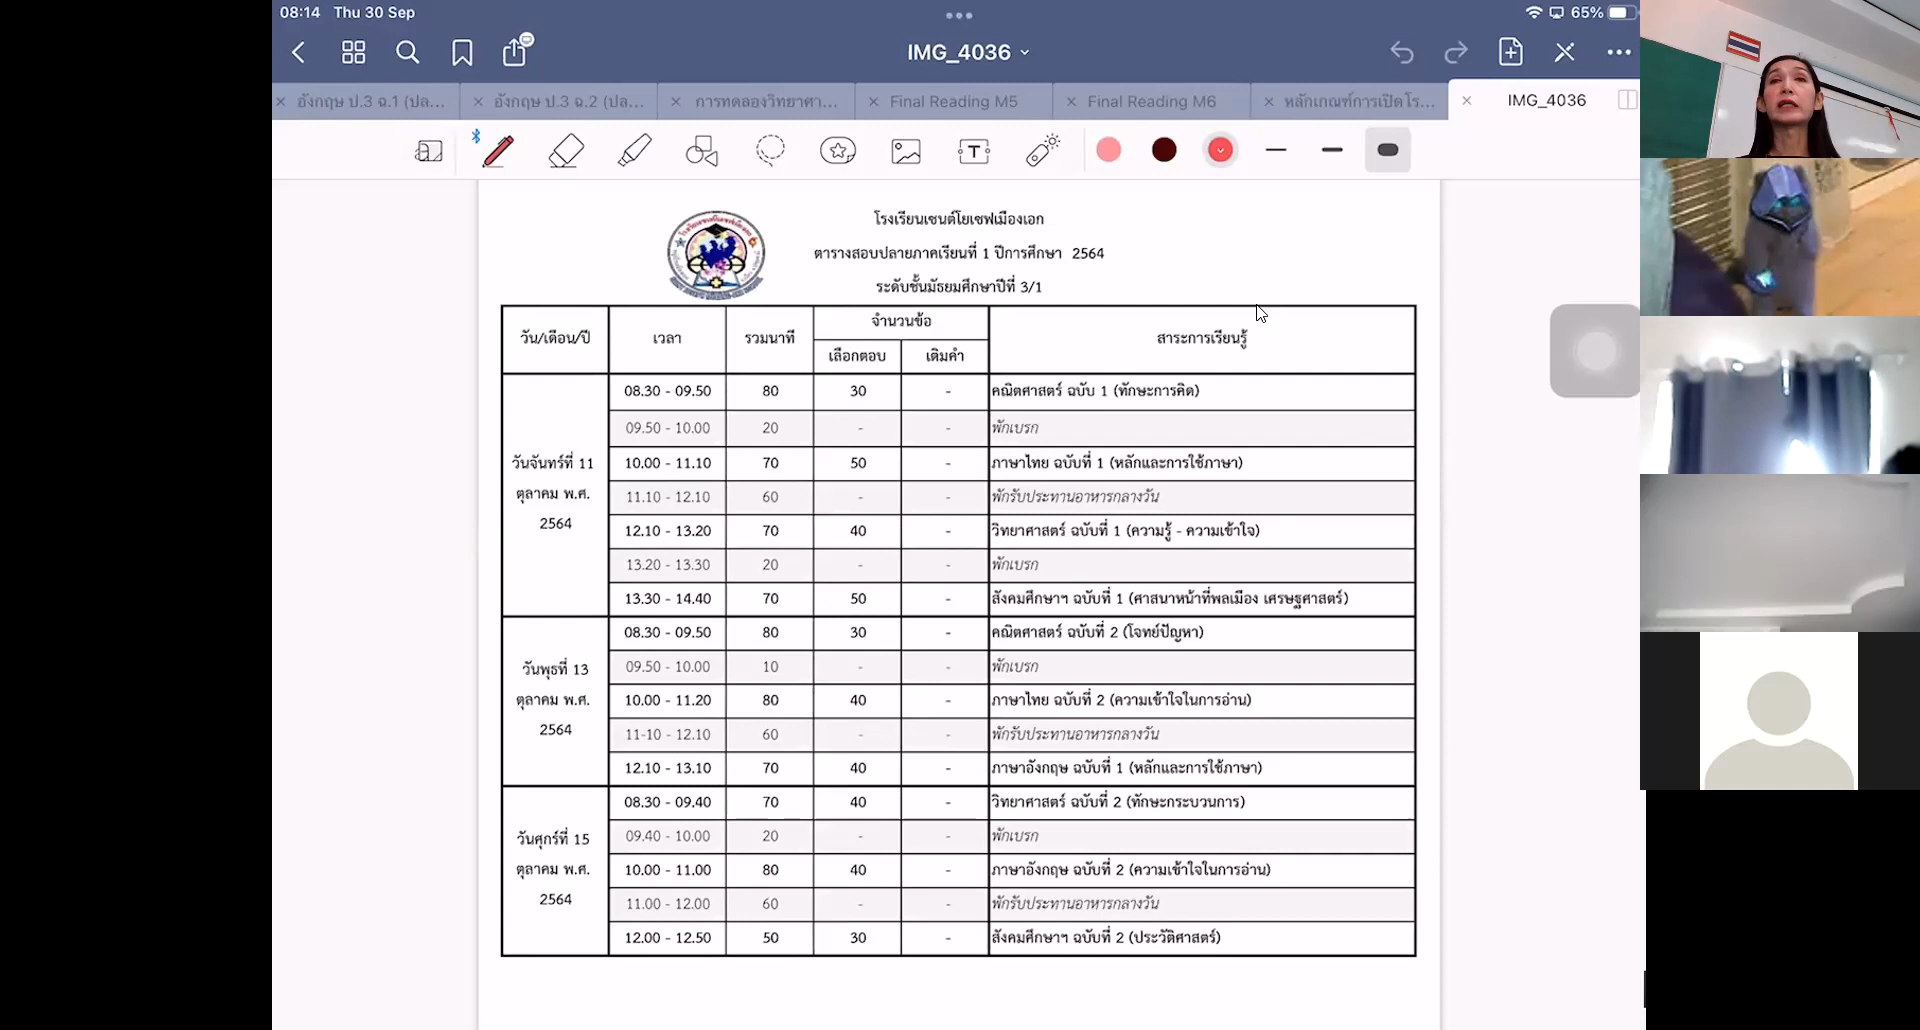 08:14 Thu 30 Sep
65%
IMG_4036
อังกฤษ ป.3 ฉ.1 (ปล...
อังกฤษ ป.3 ฉ.2 (ปล...
การทดลองวิทยาศา...
Final Reading M5
Final Reading M6
หลักเกณฑ์การเปิดโร...
IMG_4036
โรงเรียนเซนต์โยเซฟเมืองเอก
ตารางสอบปลายภาคเรียนที่ 1 ปีการศึกษา 2564
ระดับชั้นมัธยมศึกษาปีที่ 3/1
วัน/เดือน/ปี เวลา รวมนาที จำนวนข้อ สาระการเรียนรู้
เลือกตอบ เติมคำ
วันจันทร์ที่ 11
ตุลาคม พ.ศ.
2564
08.30 - 09.50 80 30 - คณิตศาสตร์ ฉบับ 1 (ทักษะการคิด)
09.50 - 10.00 20 - - พักเบรก
10.00 - 11.10 70 50 - ภาษาไทย ฉบับที่ 1 (หลักและการใช้ภาษา)
11.10 - 12.10 60 - - พักรับประทานอาหารกลางวัน
12.10 - 13.20 70 40 - วิทยาศาสตร์ ฉบับที่ 1 (ความรู้ - ความเข้าใจ)
13.20 - 13.30 20 - - พักเบรก
13.30 - 14.40 70 50 - สังคมศึกษาฯ ฉบับที่ 1 (ศาสนาหน้าที่พลเมือง เศรษฐศาสตร์)
วันพุธที่ 13
ตุลาคม พ.ศ.
2564
08.30 - 09.50 80 30 - คณิตศาสตร์ ฉบับที่ 2 (โจทย์ปัญหา)
09.50 - 10.00 10 - - พักเบรก
10.00 - 11.20 80 40 - ภาษาไทย ฉบับที่ 2 (ความเข้าใจในการอ่าน)
11-10 - 12.10 60 - - พักรับประทานอาหารกลางวัน
12.10 - 13.10 70 40 - ภาษาอังกฤษ ฉบับที่ 1 (หลักและการใช้ภาษา)
วันศุกร์ที่ 15
ตุลาคม พ.ศ.
2564
08.30 - 09.40 70 40 - วิทยาศาสตร์ ฉบับที่ 2 (ทักษะกระบวนการ)
09.40 - 10.00 20 - - พักเบรก
10.00 - 11.00 80 40 - ภาษาอังกฤษ ฉบับที่ 2 (ความเข้าใจในการอ่าน)
11.00 - 12.00 60 - - พักรับประทานอาหารกลางวัน
12.00 - 12.50 50 30 - สังคมศึกษาฯ ฉบับที่ 2 (ประวัติศาสตร์)